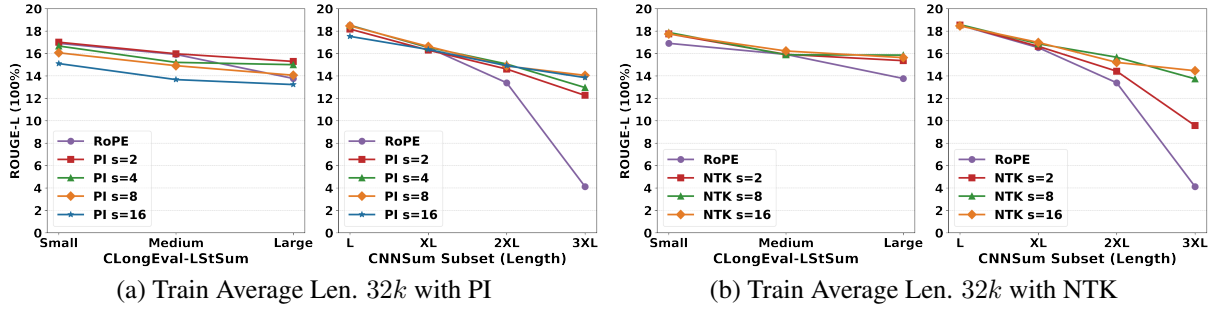 ROUGE-L (100%)
20
18
16
14
12
10
8
6
4
2
0
RoPE
PI s=2
PI s=4
PI s=8
PI s=16
Small
Medium
Large
CLongEval-LStSum
20
18
16
14
12
10
8
6
4
2
0
RoPE
PI s=2
PI s=4
PI s=8
PI s=16
L
XL
2XL
3XL
CNNSum Subset (Length)
(a) Train Average Len. 32k with PI
ROUGE-L (100%)
20
18
16
14
12
10
8
6
4
2
0
RoPE
NTK s=2
NTK s=8
NTK s=16
Small
Medium
Large
CLongEval-LStSum
20
18
16
14
12
10
8
6
4
2
0
RoPE
NTK s=2
NTK s=8
NTK s=16
L
XL
2XL
3XL
CNNSum Subset (Length)
(b) Train Average Len. 32k with NTK